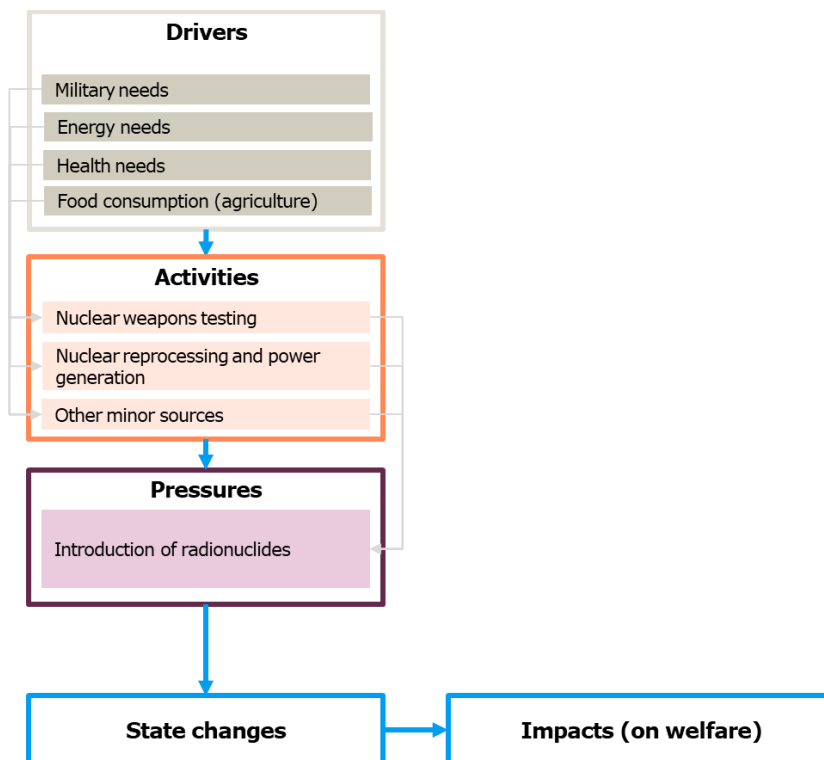 Drivers
Military needs
Energy needs
Health needs
Food consumption (agriculture)
Activities
Nuclear weapons testing
Nuclear reprocessing and power
generation
Other minor sources
Pressures
Introduction of radionuclides
State changes
Impacts (on welfare)